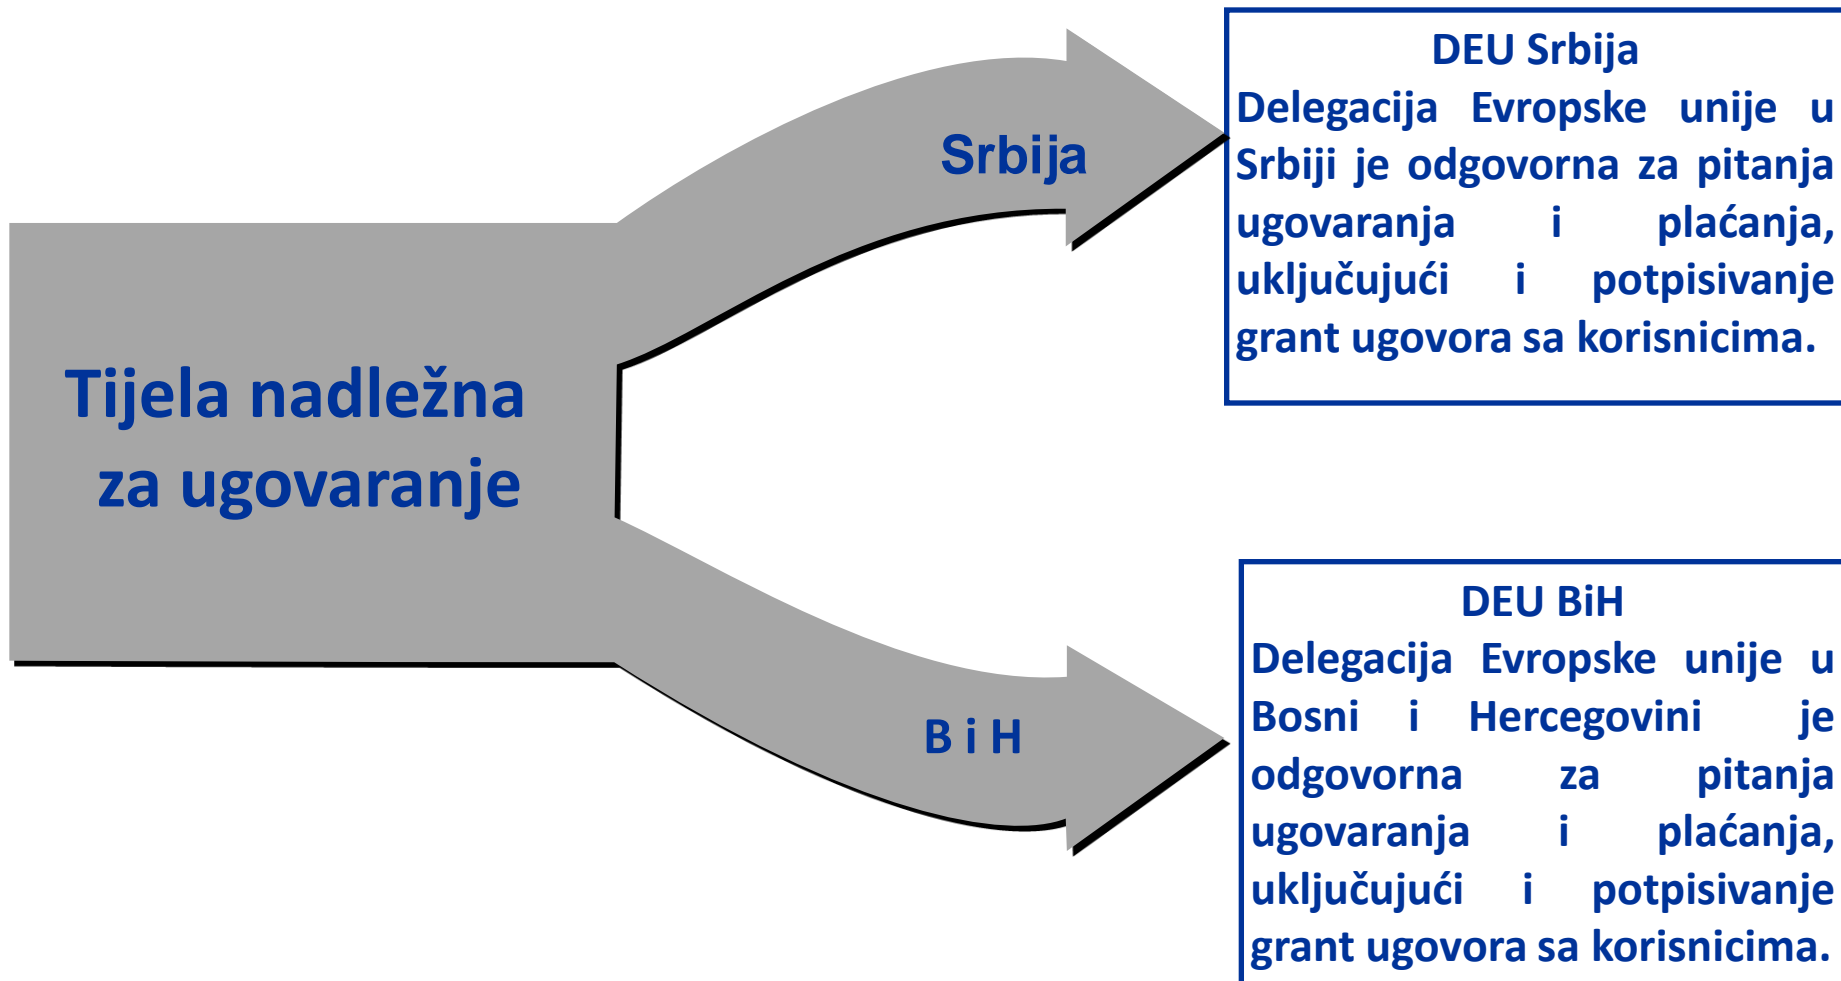 Tijela nadležna
za ugovaranje
Srbija
DEU Srbija
Delegacija Evropske unije u
Srbiji je odgovorna za pitanja
ugovaranja i plaćanja,
uključujući i potpisivanje
grant ugovora sa korisnicima.
B i H
DEU BiH
Delegacija Evropske unije u
Bosni i Hercegovini je
odgovorna za pitanja
ugovaranja i plaćanja,
uključujući i potpisivanje
grant ugovora sa korisnicima.